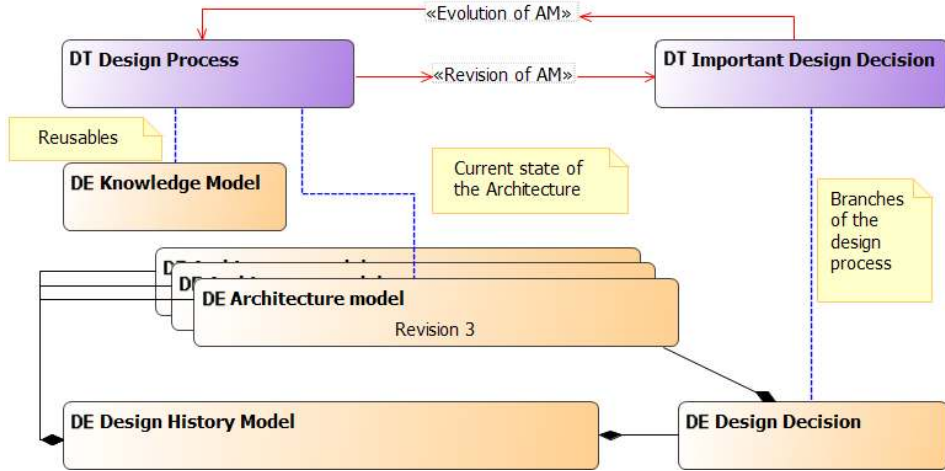 «Evolution of AM»
DT Design Process
DT Important Design Decision
«Revision of AM»
Reusables
Current state of
the Architecture
DE Knowledge Model
Branches
of the
design
process
DE Architecture model
Revision 3
DE Design History Model
DE Design Decision